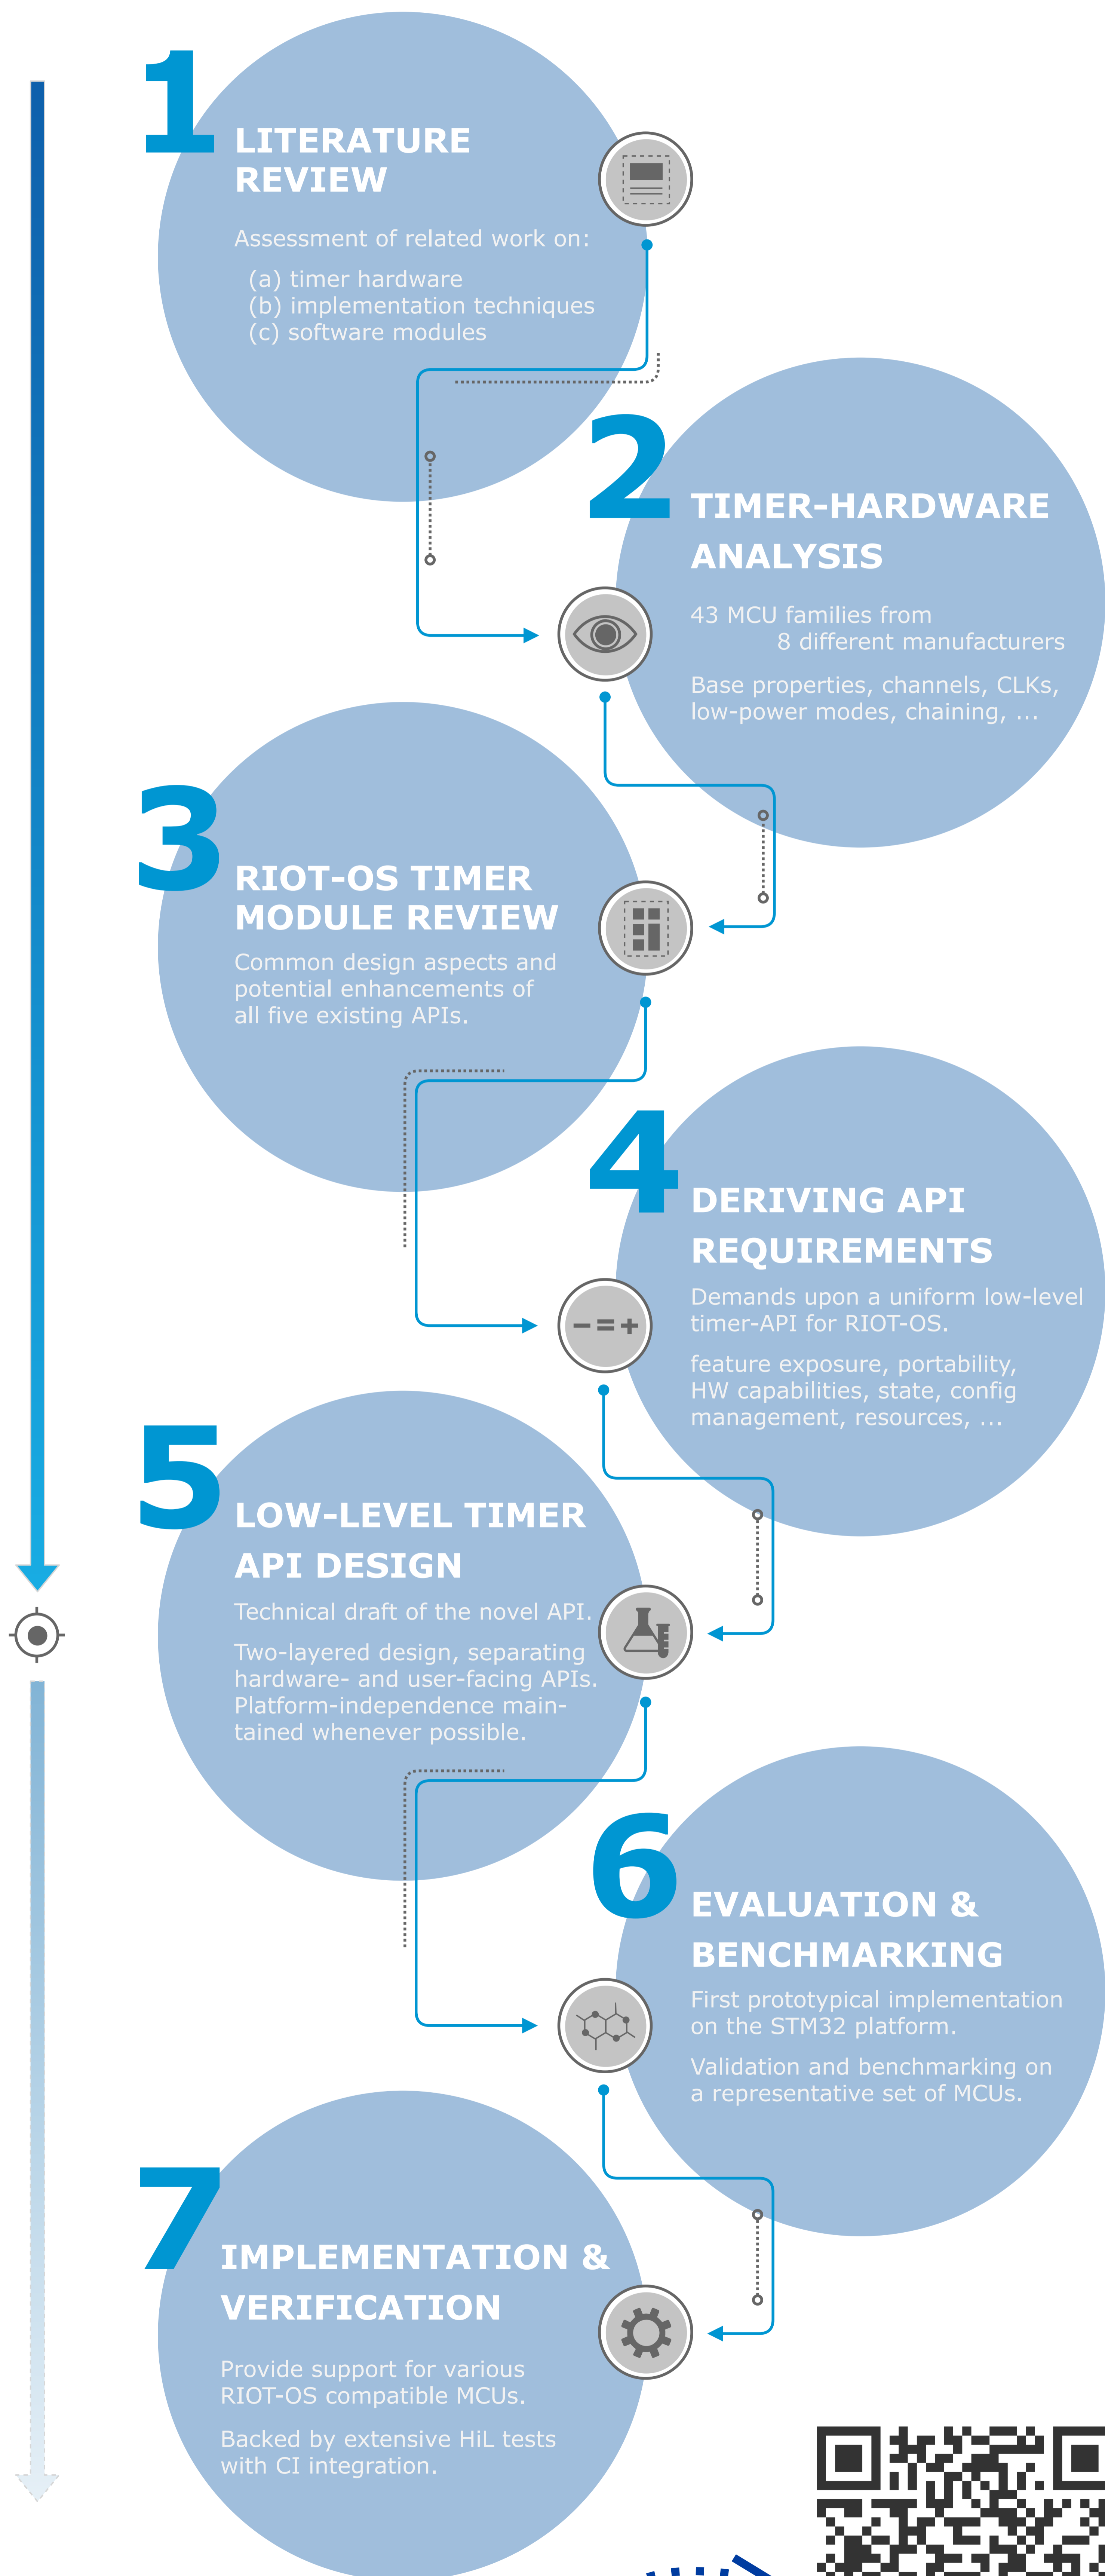 1
LITERATURE
REVIEW
Assessment of related work on:
(a) timer hardware
(b) implementation techniques
(c) software modules
2
TIMER-HARDWARE
ANALYSIS
43 MCU families from
8 different manufacturers
Base properties, channels, CLKs,
low-power modes, chaining, ...
3
RIOT-OS TIMER
MODULE REVIEW
Common design aspects and
potential enhancements of
all five existing APIs.
4
DERIVING API
REQUIREMENTS
Demands upon a uniform low-level
timer-API for RIOT-OS.
feature exposure, portability,
HW capabilities, state, config
management, resources, ...
5
LOW-LEVEL TIMER
API DESIGN
Technical draft of the novel API.
Two-layered design, separating
hardware- and user-facing APIs.
Platform-independence main-
tained whenever possible.
6
EVALUATION &
BENCHMARKING
First prototypical implementation
on the STM32 platform.
Validation and benchmarking on
a representative set of MCUs.
7
IMPLEMENTATION &
VERIFICATION
Provide support for various
RIOT-OS compatible MCUs.
Backed by extensive HiL tests
with CI integration.